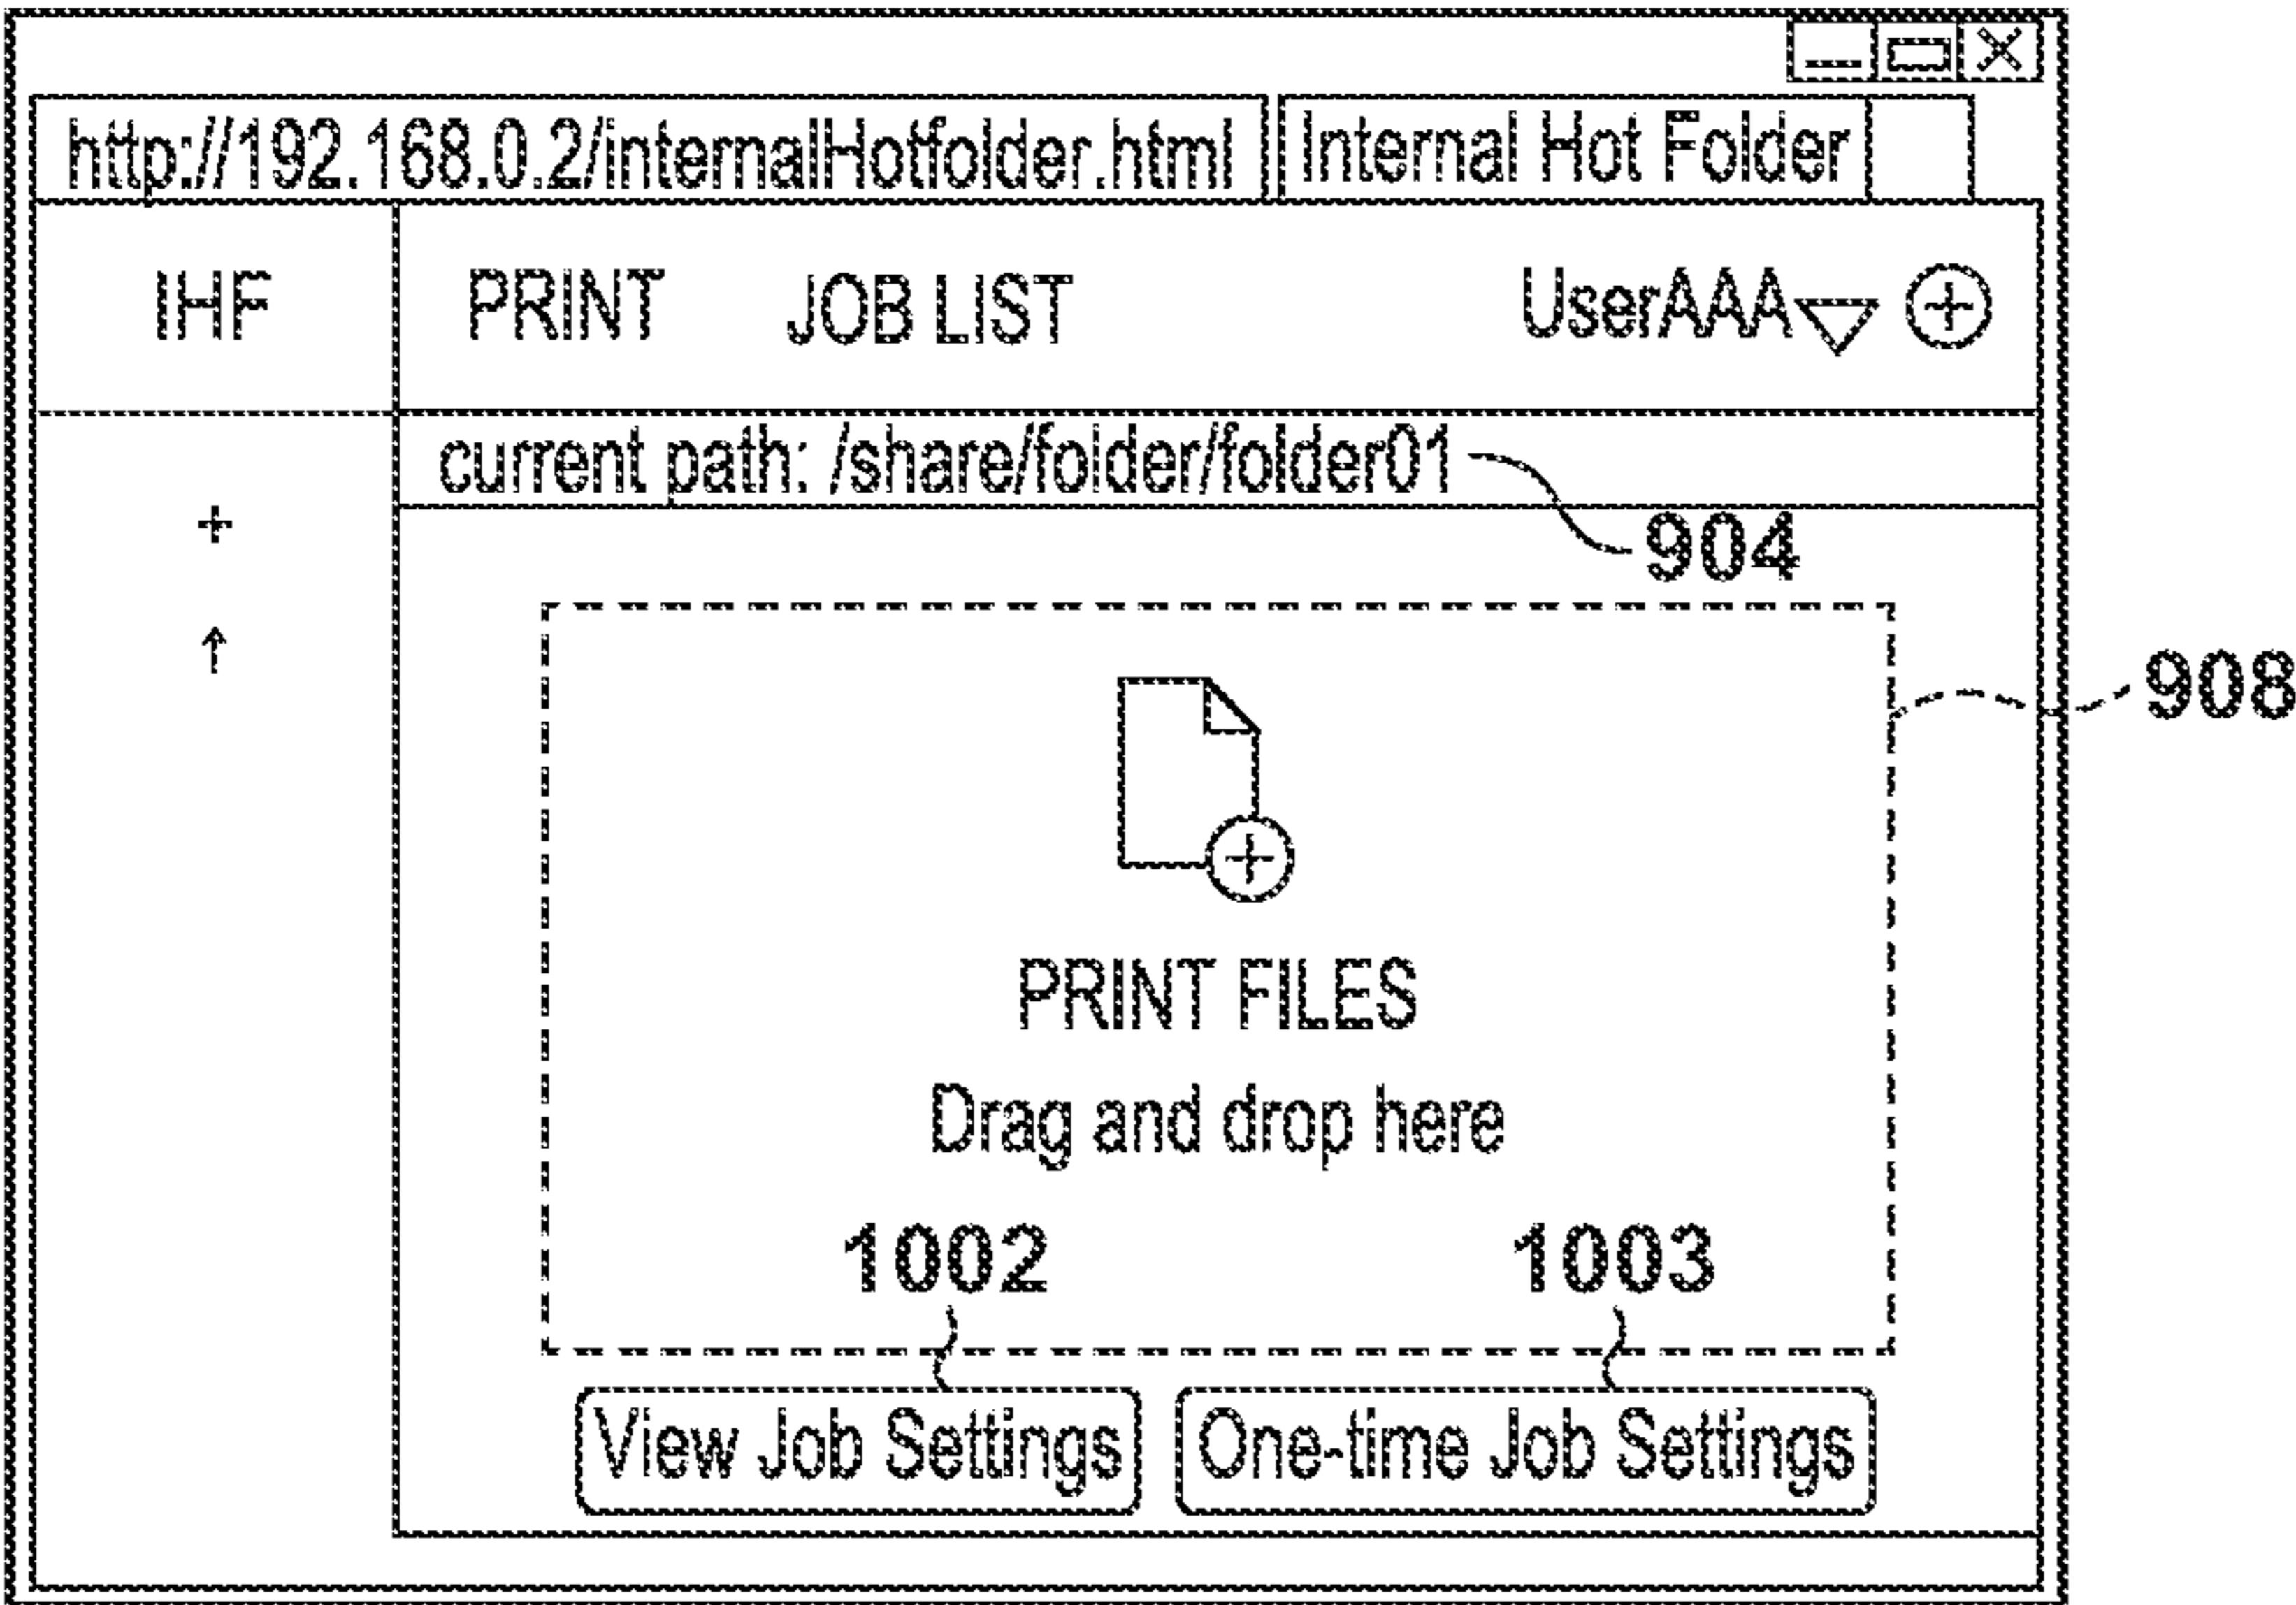 http://192.168.0.2/internalHotfolder.html Internal Hot Folder
IHF PRINT JOB LIST UserAAA
current path: /share/folder/folder01
904
908
PRINT FILES
Drag and drop here
1002 1003
View Job Settings One-time Job Settings